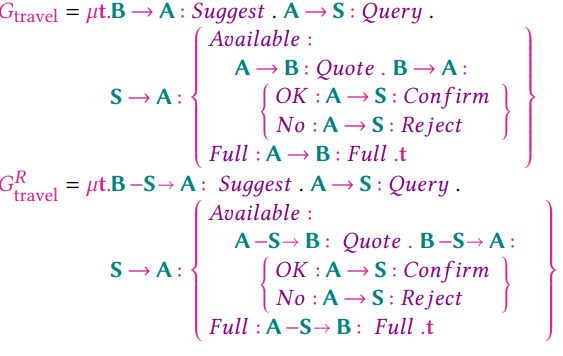 G_travel = μt.B → A : Suggest . A → S : Query .
Available :
A → B : Quote . B → A :
S → A : { OK : A → S : Confirm
No : A → S : Reject }
Full : A → B : Full .t
G^R_travel = μt.B –S→ A : Suggest . A → S : Query .
Available :
A –S→ B : Quote . B –S→ A :
S → A : { OK : A → S : Confirm
No : A → S : Reject }
Full : A –S→ B : Full .t